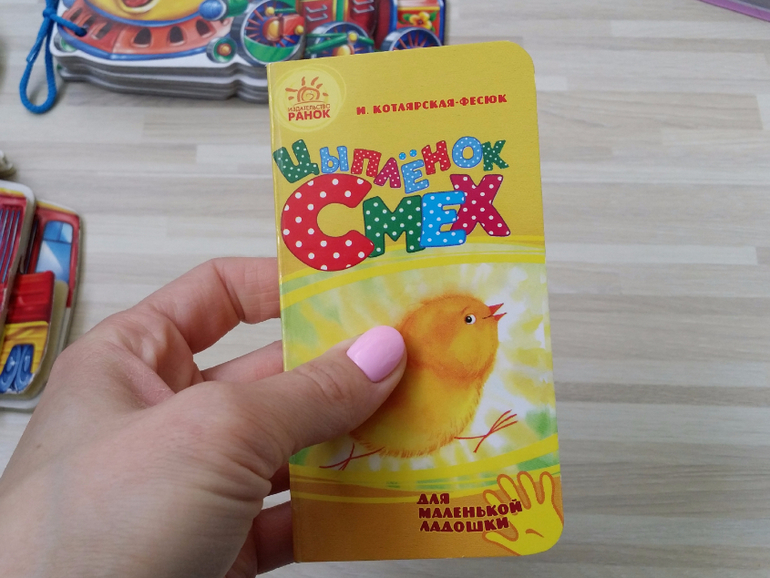 ИЗДАТЕЛЬСТВО
РАНОК
И. КОТЛЯРСКАЯ-ФЕСЮК
ЦЫПЛЁНОК
СМЕХ
ДЛЯ
МАЛЕНЬКОЙ
ЛАДОШКИ